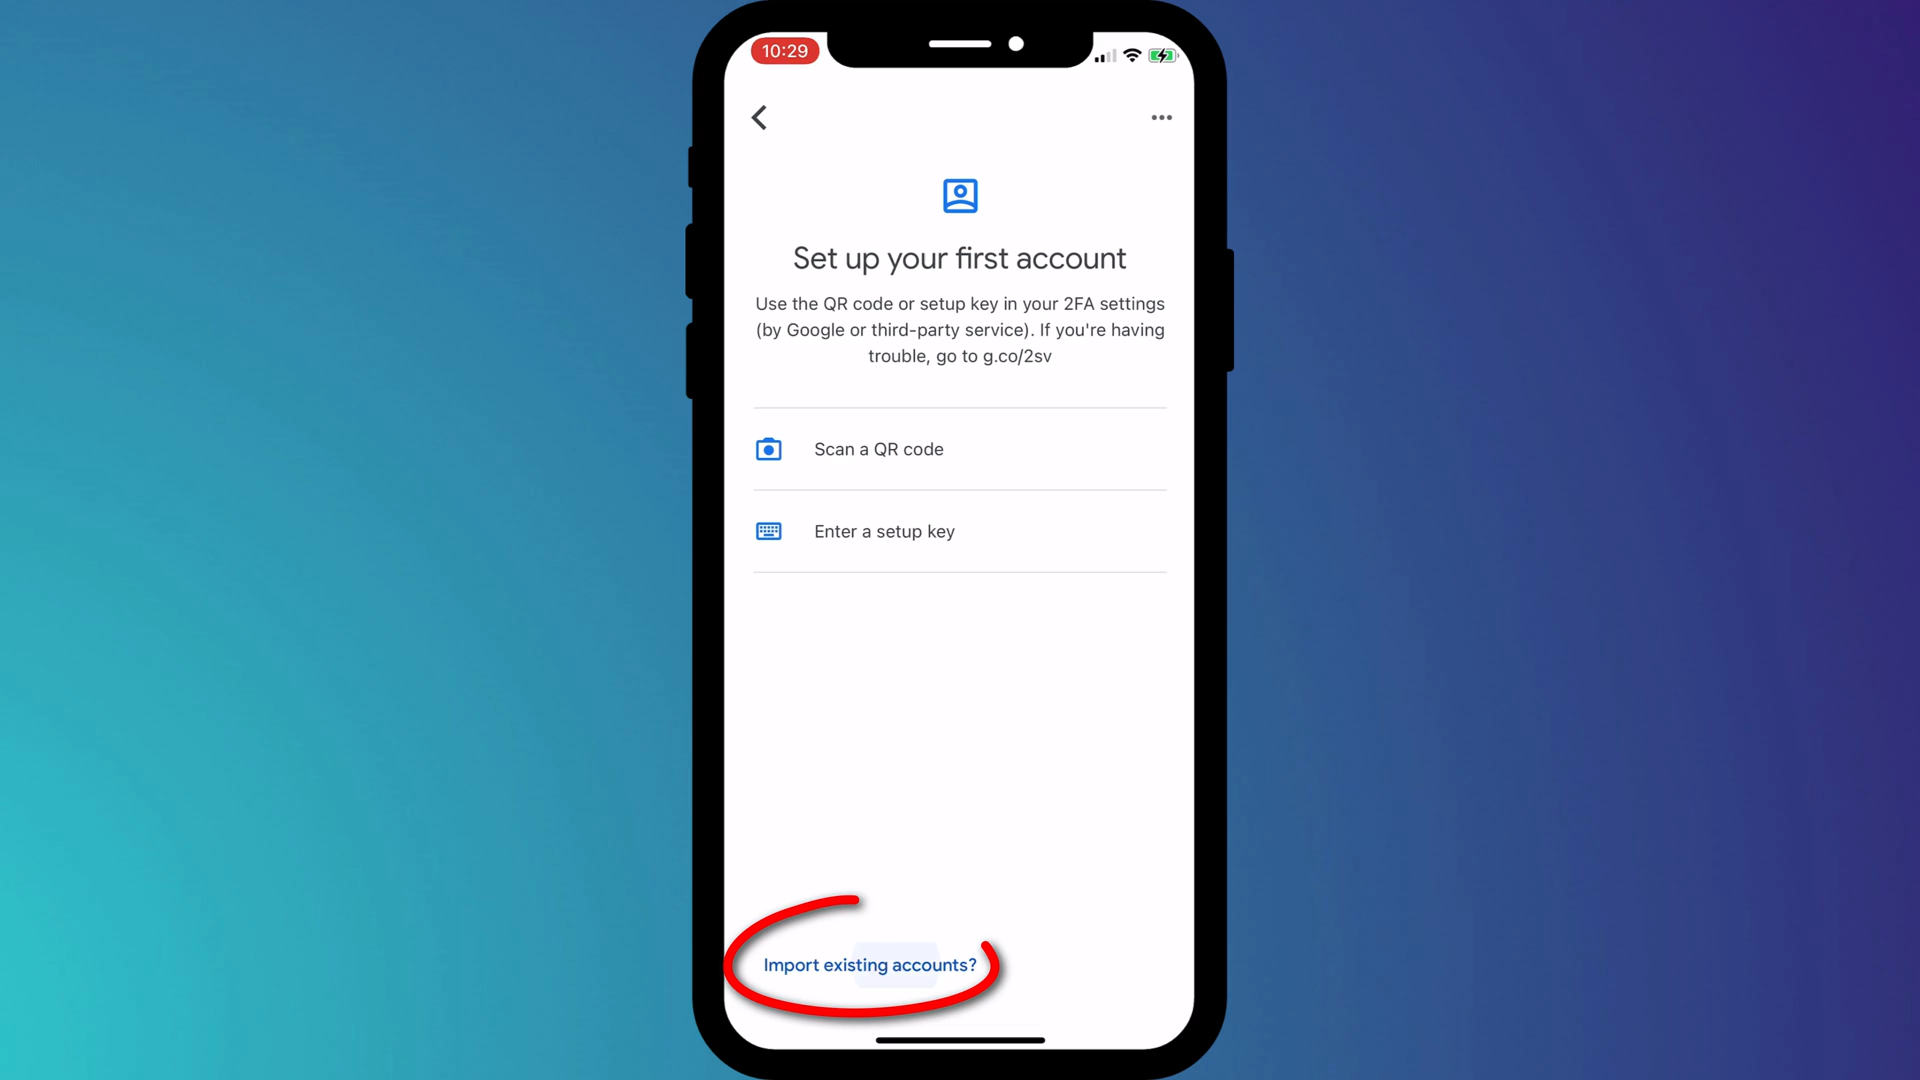 10:29
Set up your first account
Use the QR code or setup key in your 2FA settings
(by Google or third-party service). If you're having
trouble, go to g.co/2sv
Scan a QR code
Enter a setup key
Import existing accounts?